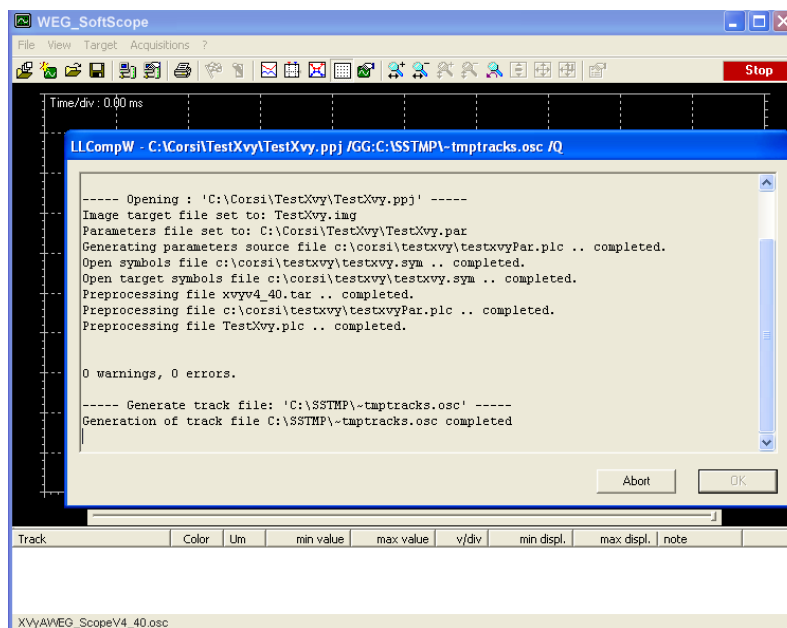 WEG_SoftScope
File View Target Acquisitions ?
Stop
Time/div : 0.00 ms
LLCompW - C:\Corsi\TestXvy\TestXvy.ppj /GG:C:\SSTMP\~tmptracks.osc /Q
----- Opening : 'C:\Corsi\TestXvy\TestXvy.ppj' -----
Image target file set to: TestXvy.img
Parameters file set to: C:\Corsi\TestXvy\TestXvy.par
Generating parameters source file c:\corsi\testxvy\testxvyPar.plc .. completed.
Open symbols file c:\corsi\testxvy\testxvy.sym .. completed.
Open target symbols file c:\corsi\testxvy\testxvy.sym .. completed.
Preprocessing file xvyv4_40.tar .. completed.
Preprocessing file c:\corsi\testxvy\testxvyPar.plc .. completed.
Preprocessing file TestXvy.plc .. completed.
0 warnings, 0 errors.
----- Generate track file: 'C:\SSTMP\~tmptracks.osc' -----
Generation of track file C:\SSTMP\~tmptracks.osc completed
Abort OK
Track Color Um min value max value v/div min displ. max displ. note
XVyAWEG_ScopeV4_40.osc